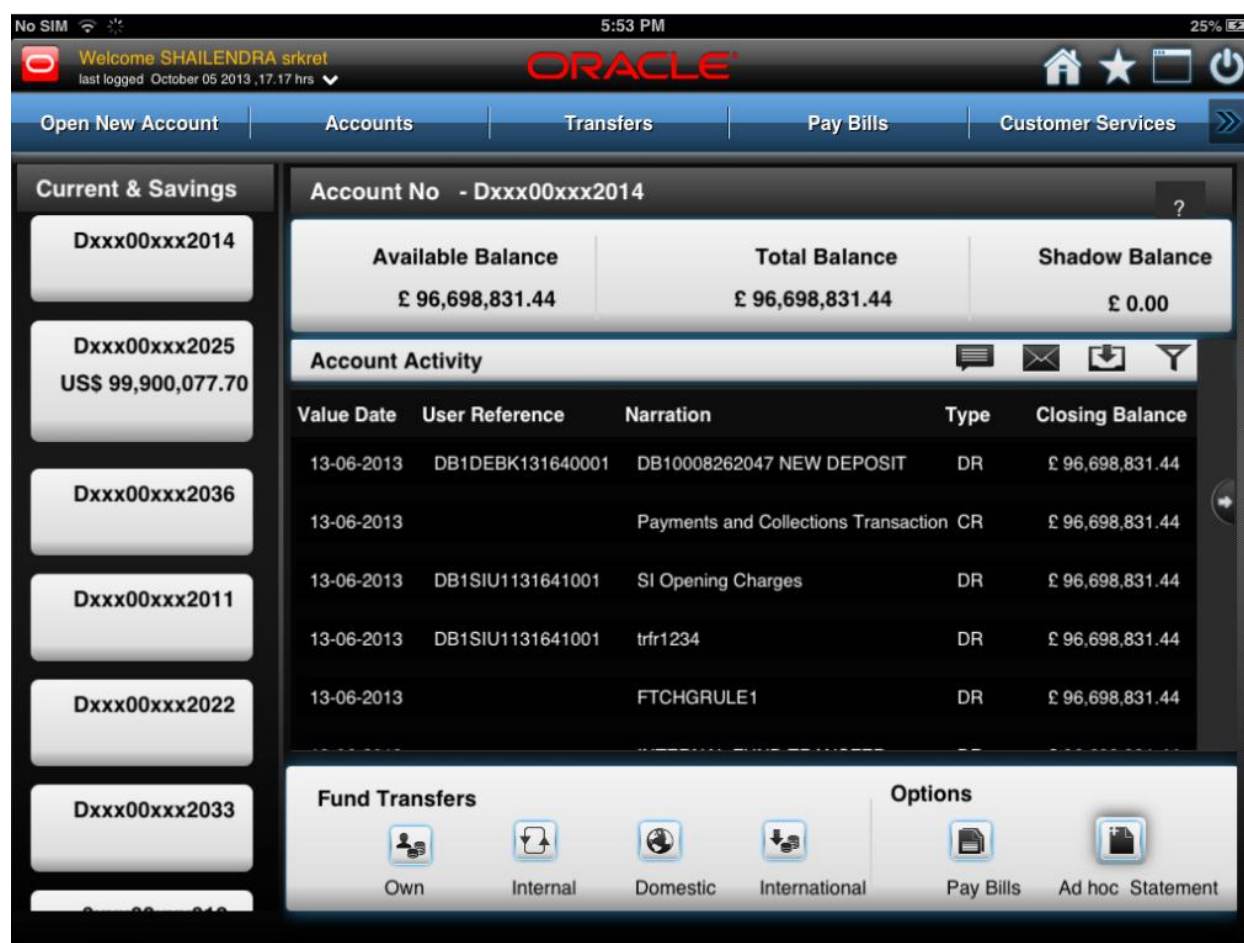 No SIM 5:53 PM 25%
Welcome SHAILENDRA srkret
last logged October 05 2013 ,17.17 hrs
ORACLE
Open New Account Accounts Transfers Pay Bills Customer Services
Current & Savings
Dxxx00xxx2014
Dxxx00xxx2025
US$ 99,900,077.70
Dxxx00xxx2036
Dxxx00xxx2011
Dxxx00xxx2022
Dxxx00xxx2033
Account No - Dxxx00xxx2014
?
Available Balance Total Balance Shadow Balance
£ 96,698,831.44 £ 96,698,831.44 £ 0.00
Account Activity
Value Date User Reference Narration Type Closing Balance
13-06-2013 DB1DEBK131640001 DB10008262047 NEW DEPOSIT DR £ 96,698,831.44
13-06-2013 Payments and Collections Transaction CR £ 96,698,831.44
13-06-2013 DB1SIU1131641001 SI Opening Charges DR £ 96,698,831.44
13-06-2013 DB1SIU1131641001 trfr1234 DR £ 96,698,831.44
13-06-2013 FTCHGRULE1 DR £ 96,698,831.44
Fund Transfers Options
Own Internal Domestic International Pay Bills Ad hoc Statement